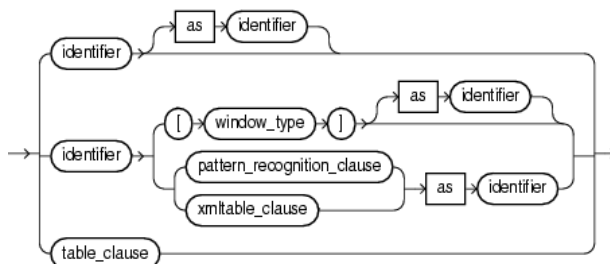 as identifier
identifier
as identifier
[ window_type ]
identifier
pattern_recognition_clause
as identifier
xmltable_clause
table_clause